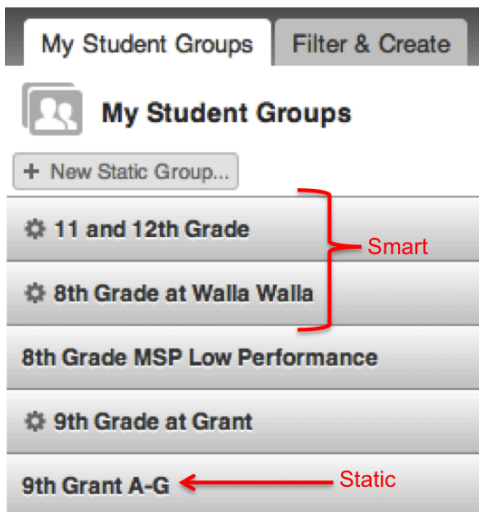 My Student Groups
Filter & Create
My Student Groups
+ New Static Group...
11 and 12th Grade
Smart
8th Grade at Walla Walla
8th Grade MSP Low Performance
9th Grade at Grant
9th Grant A-G
Static